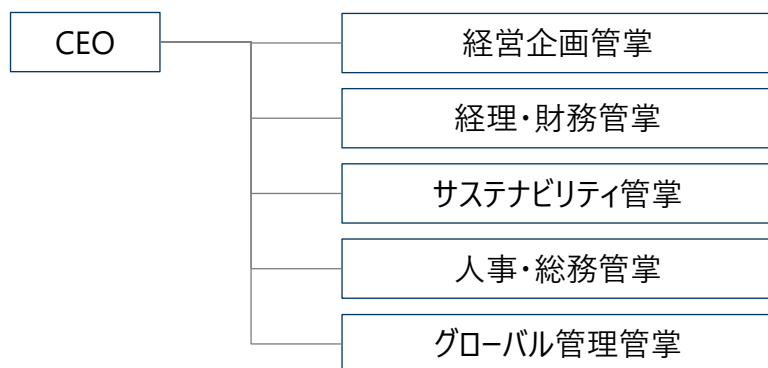 CEO
経営企画管掌
経理・財務管掌
サステナビリティ管掌
人事・総務管掌
グローバル管理管掌